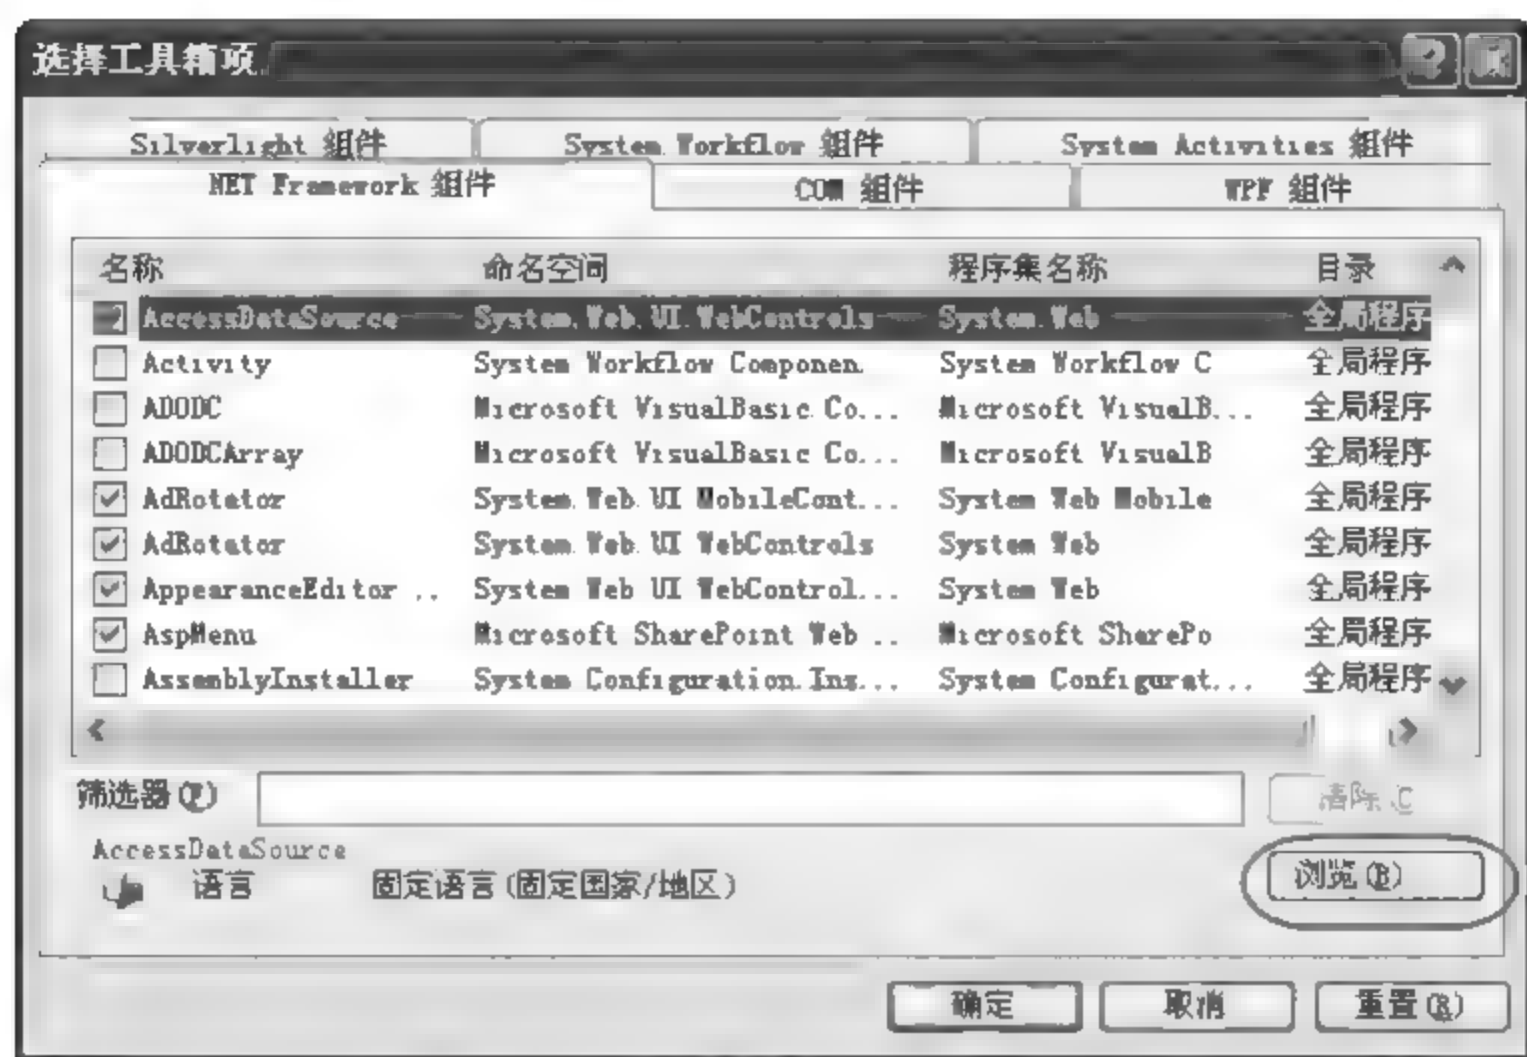 选择工具箱项
Silverlight 组件 System Workflow 组件 System Activities 组件
NET Framework 组件 COM 组件 WPF 组件
名称 命名空间 程序集名称 目录
AccessDataSource System.Web.UI.WebControls System.Web 全局程序
Activity System Workflow Componen. System Workflow C 全局程序
ADODC Microsoft VisualBasic Co... Microsoft VisualB... 全局程序
ADODCArray Microsoft VisualBasic Co... Microsoft VisualB 全局程序
AdRotator System.Web.UI MobileCont... System Web Mobile 全局程序
AdRotator System.Web.UI WebControls System Web 全局程序
AppearanceEditor .. System Web UI WebControl... System Web 全局程序
AspMenu Microsoft SharePoint Web .. Microsoft SharePo 全局程序
AssemblyInstaller System Configuration.Ins... System Configurat... 全局程序
筛选器(F) 清除 C
AccessDataSource
语言 固定语言(固定国家/地区) 浏览(B)
确定 取消 重置(R)